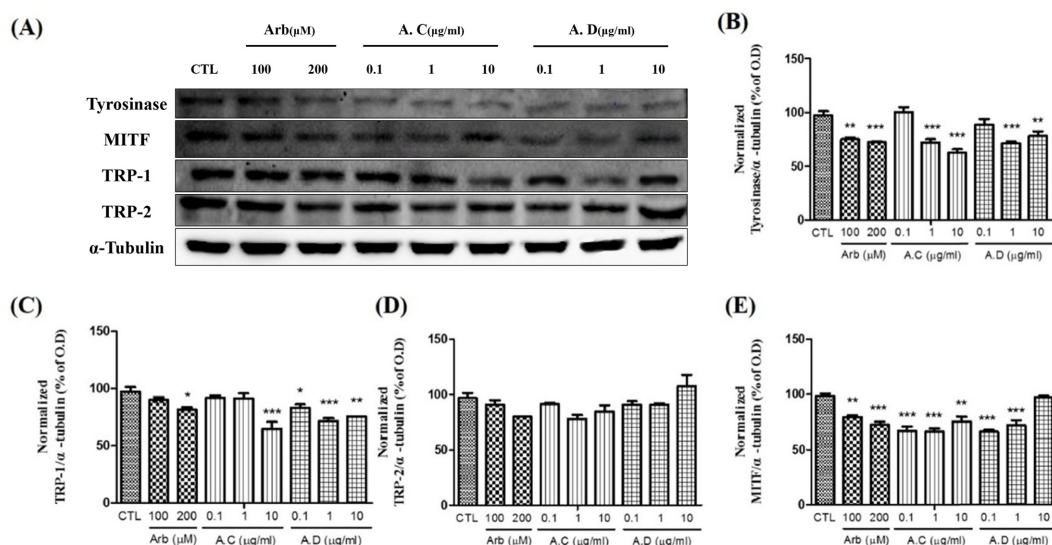 (A)
Arb(μM) A. C(μg/ml) A. D(μg/ml)
CTL 100 200 0.1 1 10 0.1 1 10
Tyrosinase
MITF
TRP-1
TRP-2
α-Tubulin
(B)
Normalized
Tyrosinase/α -tubulin (% of O.D)
150
100
50
0
** *** *** *** *** **
CTL 100 200 0.1 1 10 0.1 1 10
Arb (μM) A.C (μg/ml) A.D (μg/ml)
(C)
Normalized
TRP-1/α -tubulin (% of O.D)
150
100
50
0
* *** * *** **
CTL 100 200 0.1 1 10 0.1 1 10
Arb (μM) A.C (μg/ml) A.D (μg/ml)
(D)
Normalized
TRP-2/α -tubulin (% of O.D)
150
100
50
0
CTL 100 200 0.1 1 10 0.1 1 10
Arb (μM) A.C (μg/ml) A.D (μg/ml)
(E)
Normalized
MITF/α -tubulin (% of O.D)
150
100
50
0
** *** *** *** ** *** ***
CTL 100 200 0.1 1 10 0.1 1 10
Arb (μM) A.C (μg/ml) A.D (μg/ml)